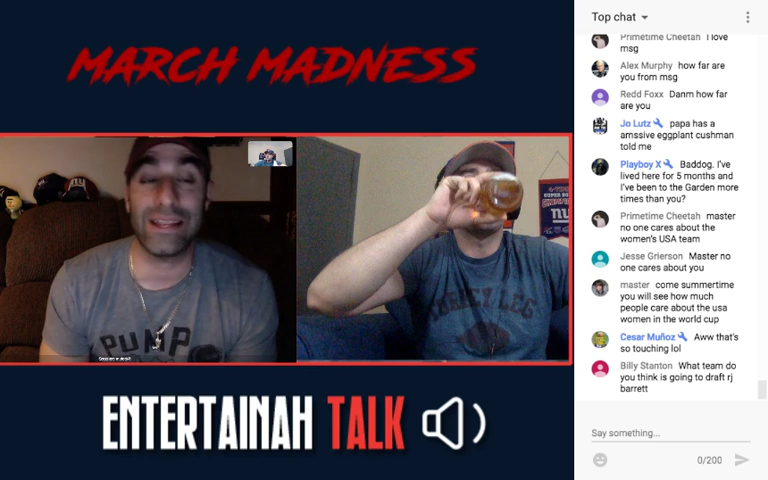 MARCH MADNESS
PUMP
NU
ENTERTAINAH TALK
Top chat
Primetime Cheetah I love
msg
Alex Murphy how far are
you from msg
Redd Foxx Danm how far
are you
Jo Lutz papa has a
amssive eggplant cushman
told me
Playboy X Baddog. I've
lived here for 5 months and
I've been to the Garden more
times than you?
Primetime Cheetah master
no one cares about the
women's USA team
Jesse Grierson Master no
one cares about you
master come summertime
you will see how much
people care about the usa
women in the world cup
Cesar Muñoz Aww that's
so touching lol
Billy Stanton What team do
you think is going to draft rj
barrett
Say something...
0/200